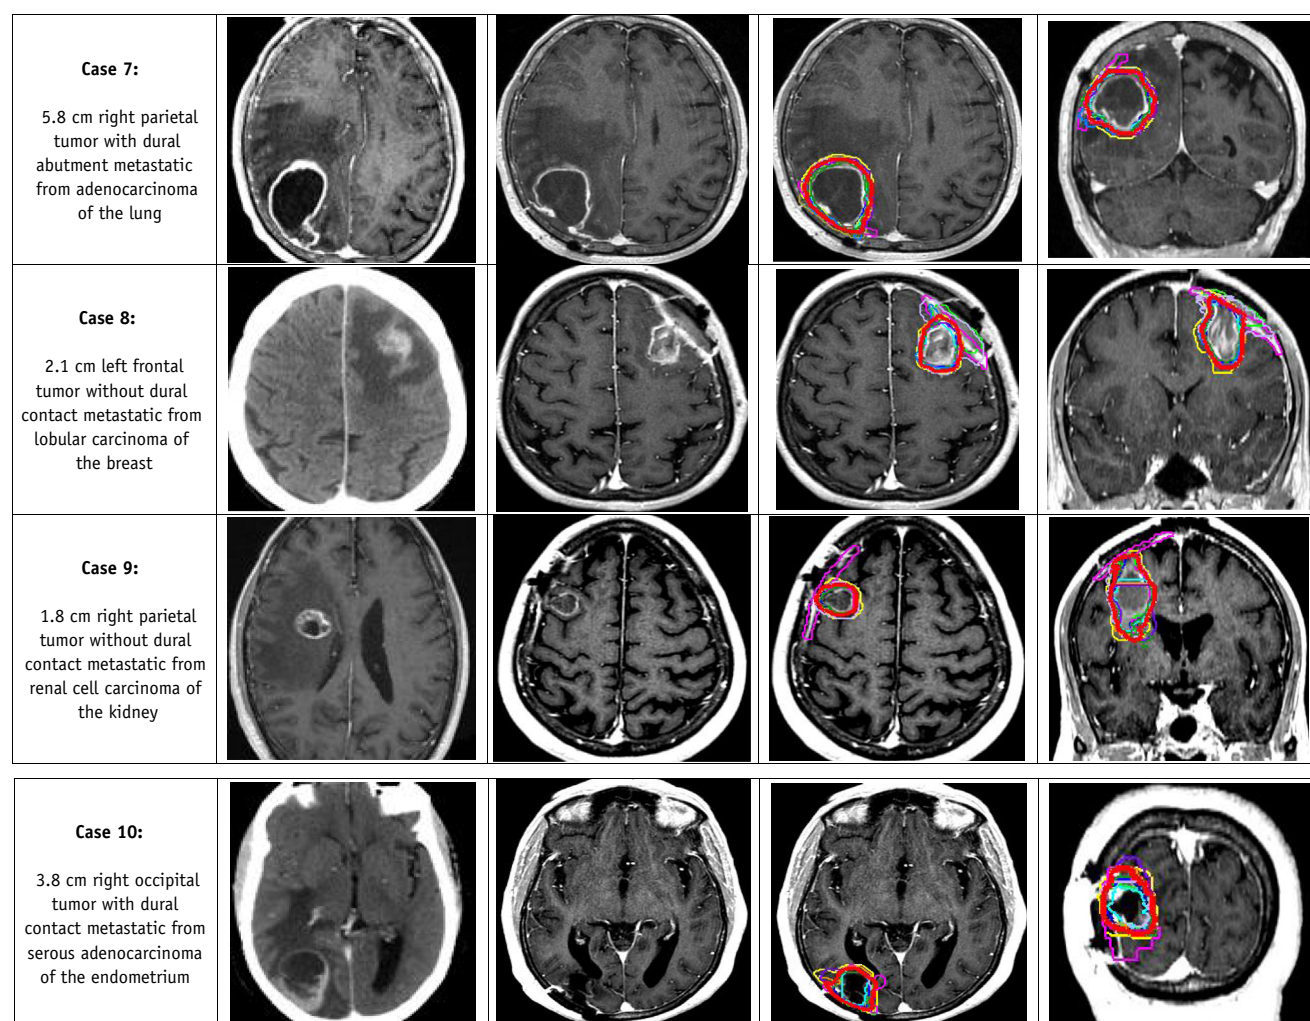 Case 7:
5.8 cm right parietal
tumor with dural
abutment metastatic
from adenocarcinoma
of the lung
Case 8:
2.1 cm left frontal
tumor without dural
contact metastatic from
lobular carcinoma of
the breast
Case 9:
1.8 cm right parietal
tumor without dural
contact metastatic from
renal cell carcinoma of
the kidney
Case 10:
3.8 cm right occipital
tumor with dural
contact metastatic from
serous adenocarcinoma
of the endometrium